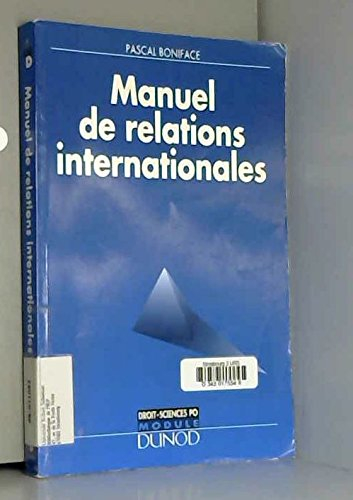 PASCAL BONIFACE
Manuel
de relations
internationales
DROIT-SCIENCES PO
MODULE
DUNOD
Manuel de relations internationales